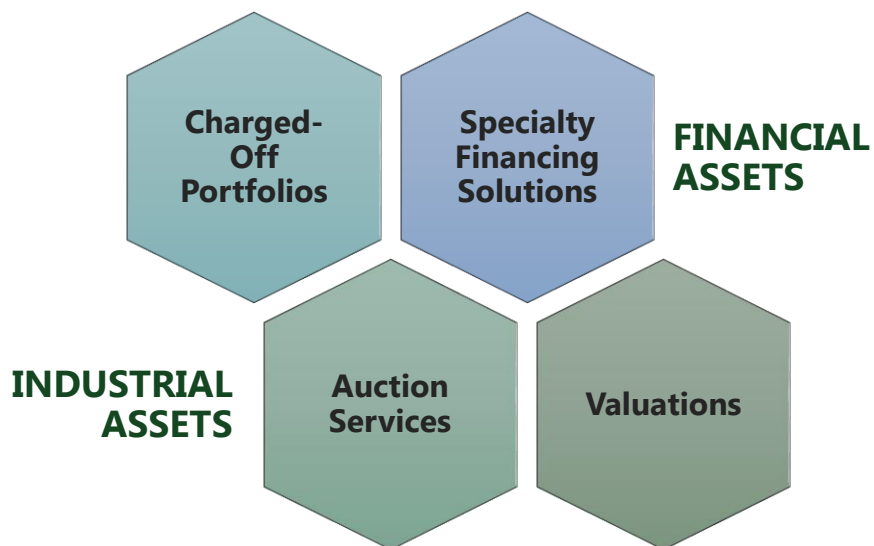 Charged-
Off
Portfolios
Specialty
Financing
Solutions
FINANCIAL
ASSETS
INDUSTRIAL
ASSETS
Auction
Services
Valuations